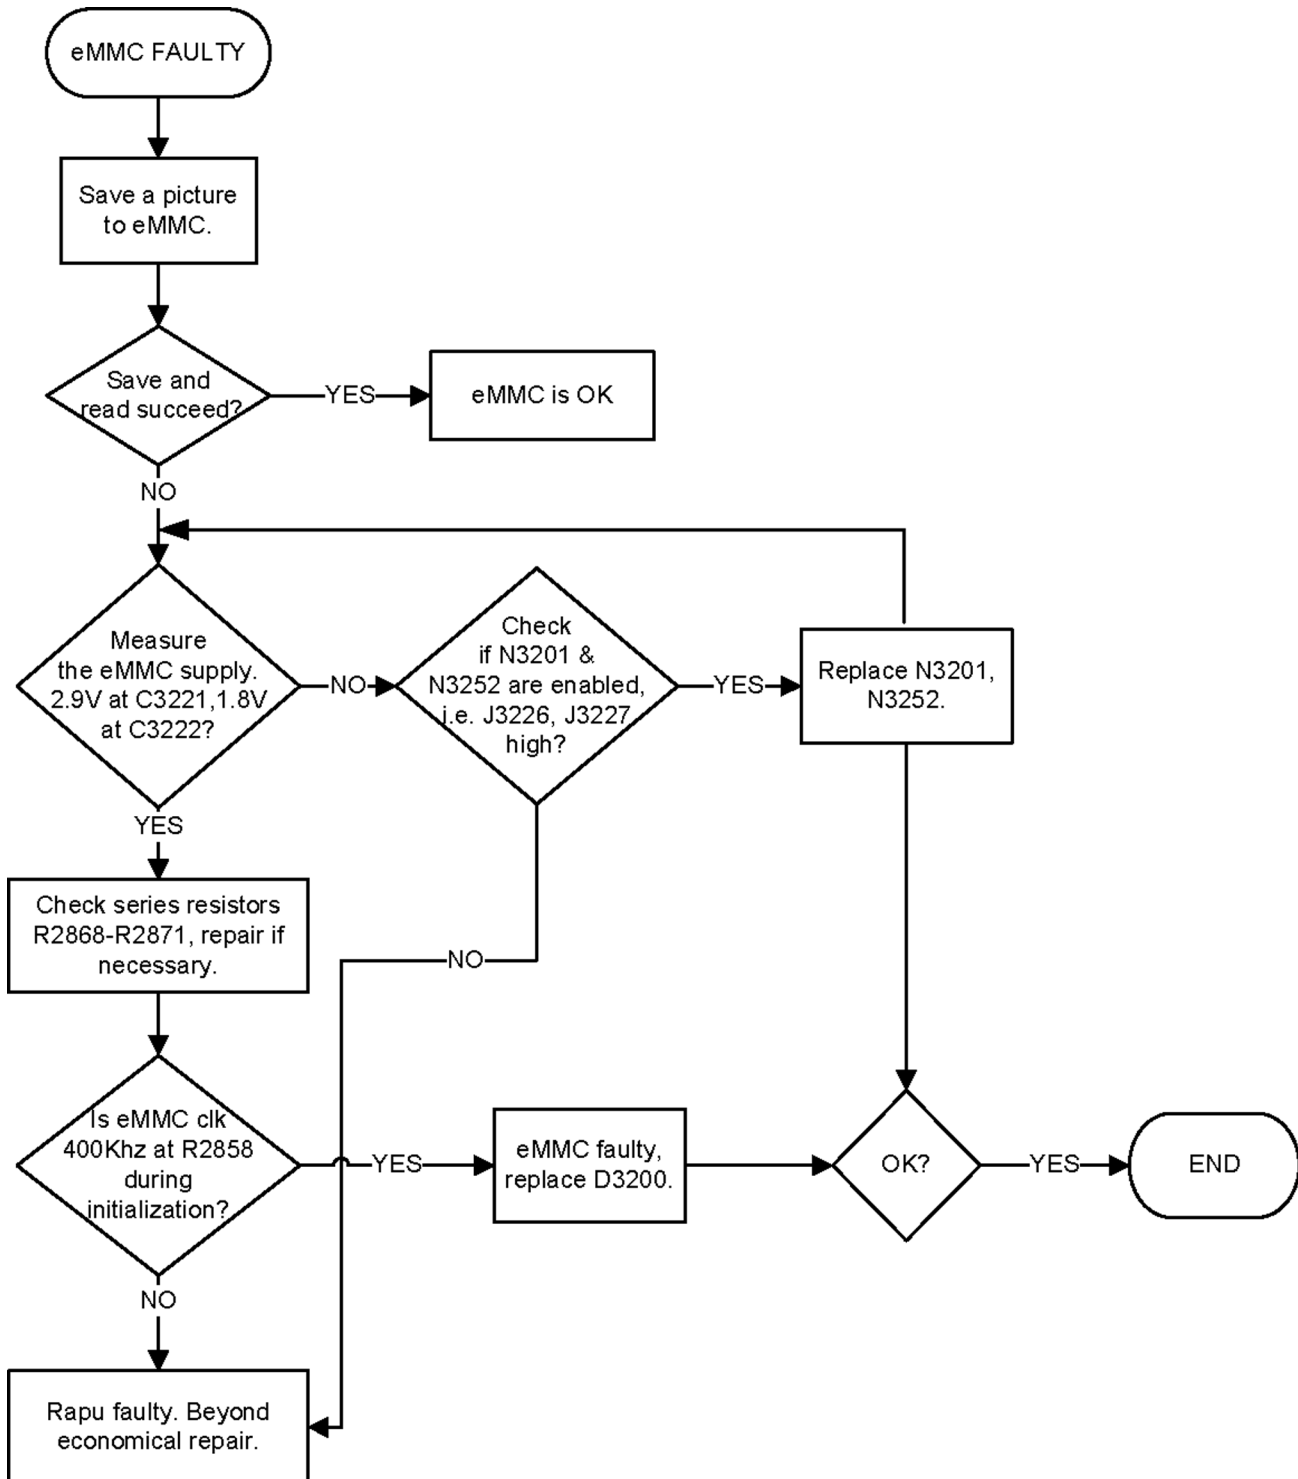 eMMC FAULTY
Save a picture
to eMMC.
Save and
read succeed?
YES
eMMC is OK
NO
Measure
the eMMC supply.
2.9V at C3221,1.8V
at C3222?
NO
Check
if N3201 &
N3252 are enabled,
i.e. J3226, J3227
high?
YES
Replace N3201,
N3252.
YES
Check series resistors
R2868-R2871, repair if
necessary.
NO
Is eMMC clk
400Khz at R2858
during
initialization?
YES
eMMC faulty,
replace D3200.
OK?
YES
END
NO
Rapu faulty. Beyond
economical repair.